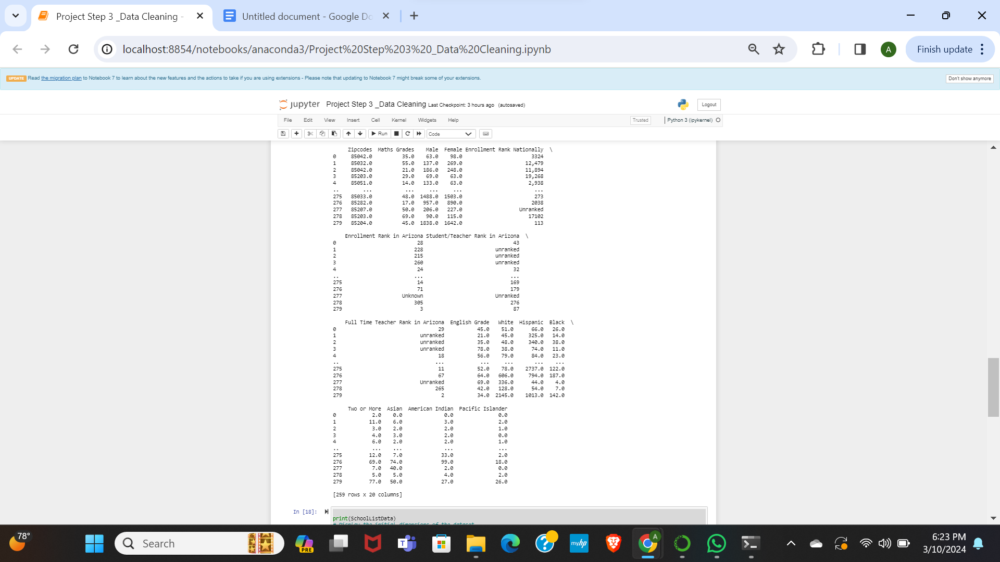 Project Step 3 _Data Cleaning -
Untitled document - Google Do
localhost:8854/notebooks/anaconda3/Project%20Step%203%20_Data%20Cleaning.ipynb
A
Finish update
UPDATE Read the migration plan to Notebook 7 to learn about the new features and the actions to take if you are using extensions - Please note that updating to Notebook 7 might break some of your extensions.
Don't show anymore
jupyter Project Step 3 _Data Cleaning Last Checkpoint: 3 hours ago (autosaved)
Logout
File Edit View Insert Cell Kernel Widgets Help
Trusted
Python 3 (ipykernel)
Run
Code
Zipcodes Maths Grades Male Female Enrollment Rank Nationally \
0 85042.0 35.0 63.0 98.0 3324
1 85032.0 55.0 137.0 269.0 12,479
2 85042.0 21.0 186.0 248.0 11,894
3 85203.0 29.0 69.0 63.0 19,268
4 85051.0 14.0 133.0 63.0 2,938
.. ... ... ... ... ...
275 85033.0 48.0 1488.0 1503.0 273
276 85282.0 17.0 957.0 890.0 2038
277 85207.0 50.0 206.0 227.0 Unranked
278 85203.0 69.0 90.0 115.0 17102
279 85204.0 45.0 1838.0 1642.0 113
Enrollment Rank in Arizona Student/Teacher Rank in Arizona \
0 28 43
1 228 unranked
2 215 unranked
3 260 unranked
4 24 32
.. ... ...
275 14 169
276 71 179
277 Unknown Unranked
278 305 276
279 3 87
Full Time Teacher Rank in Arizona English Grade White Hispanic Black \
0 29 45.0 51.0 66.0 26.0
1 unranked 21.0 45.0 325.0 14.0
2 unranked 35.0 48.0 340.0 38.0
3 unranked 78.0 38.0 74.0 11.0
4 18 56.0 79.0 84.0 23.0
.. ... ... ... ... ...
275 11 52.0 78.0 2737.0 122.0
276 67 64.0 606.0 794.0 187.0
277 Unranked 69.0 336.0 44.0 4.0
278 265 42.0 128.0 54.0 7.0
279 2 34.0 2145.0 1013.0 142.0
Two or More Asian American Indian Pacific Islander
0 2.0 0.0 0.0 0.0
1 11.0 6.0 3.0 2.0
2 3.0 2.0 2.0 1.0
3 4.0 3.0 2.0 0.0
4 6.0 2.0 2.0 1.0
.. ... ... ... ...
275 12.0 7.0 33.0 2.0
276 69.0 74.0 99.0 18.0
277 7.0 40.0 2.0 0.0
278 5.0 5.0 4.0 2.0
279 77.0 50.0 27.0 26.0
[259 rows x 20 columns]
In [18]:
print(SchoolListData)
# Display the initial dimensions of the dataset
78°
Search
PRE
T
myhp
A
6:23 PM
3/10/2024